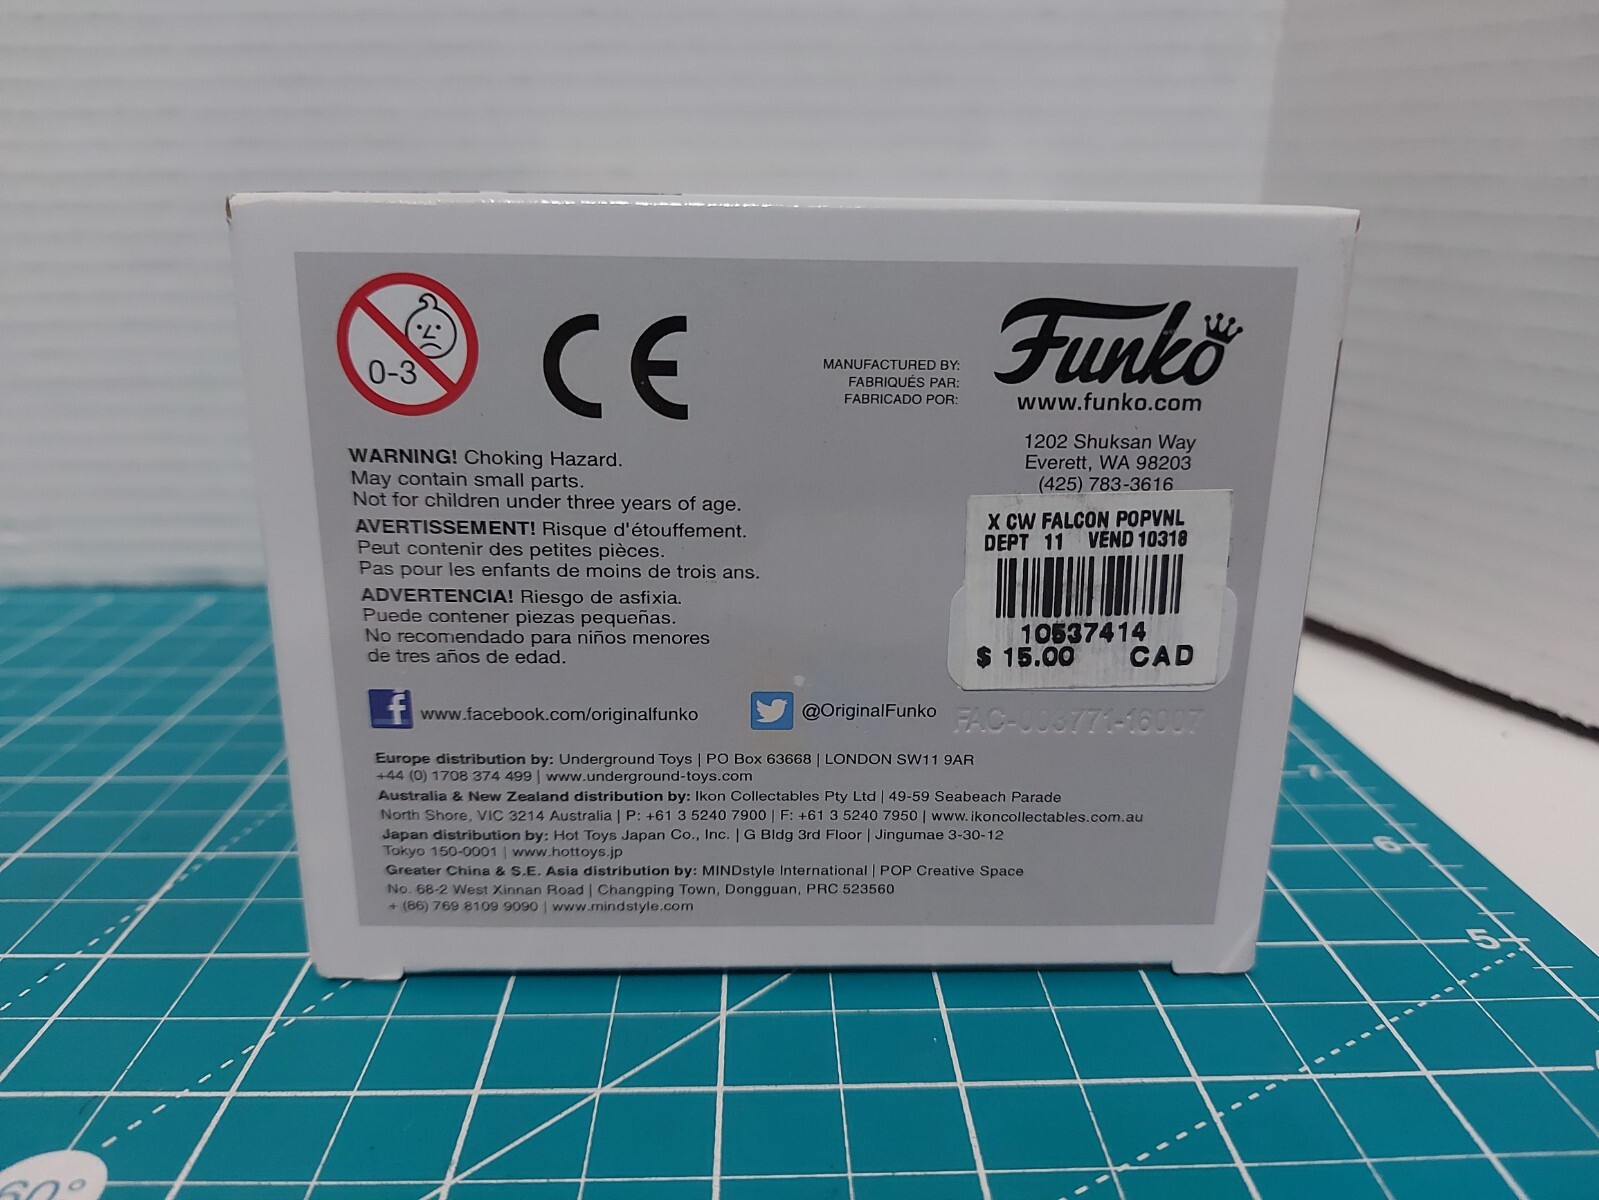 0-3
CE
MANUFACTURED BY:
FABRIQUÉS PAR:
FABRICADO POR:
Funko
www.funko.com
1202 Shuksan Way
Everett, WA 98203
(425) 783-3616
WARNING! Choking Hazard.
May contain small parts.
Not for children under three years of age.
AVERTISSEMENT! Risque d'étouffement.
Peut contenir des petites pièces.
Pas pour les enfants de moins de trois ans.
ADVERTENCIA! Riesgo de asfixia.
Puede contener piezas pequeñas.
No recomendado para niños menores
de tres años de edad.
X CW FALCON POPVNL
DEPT 11 VEND 10318
10537414
$ 15.00 CAD
f www.facebook.com/originalfunko
@OriginalFunko
FAC-003771-16007
Europe distribution by: Underground Toys | PO Box 63668 | LONDON SW11 9AR
+44 (0) 1708 374 499 | www.underground-toys.com
Australia & New Zealand distribution by: Ikon Collectables Pty Ltd | 49-59 Seabeach Parade
North Shore, VIC 3214 Australia | P: +61 3 5240 7900 | F: +61 3 5240 7950 | www.ikoncollectables.com.au
Japan distribution by: Hot Toys Japan Co., Inc. | G Bldg 3rd Floor | Jingumae 3-30-12
Tokyo 150-0001 | www.hottoys.jp
Greater China & S.E. Asia distribution by: MINDstyle International | POP Creative Space
No. 68-2 West Xinnan Road | Changping Town, Dongguan, PRC 523560
+ (86) 769 8109 9090 | www.mindstyle.com
7
6
5
60°